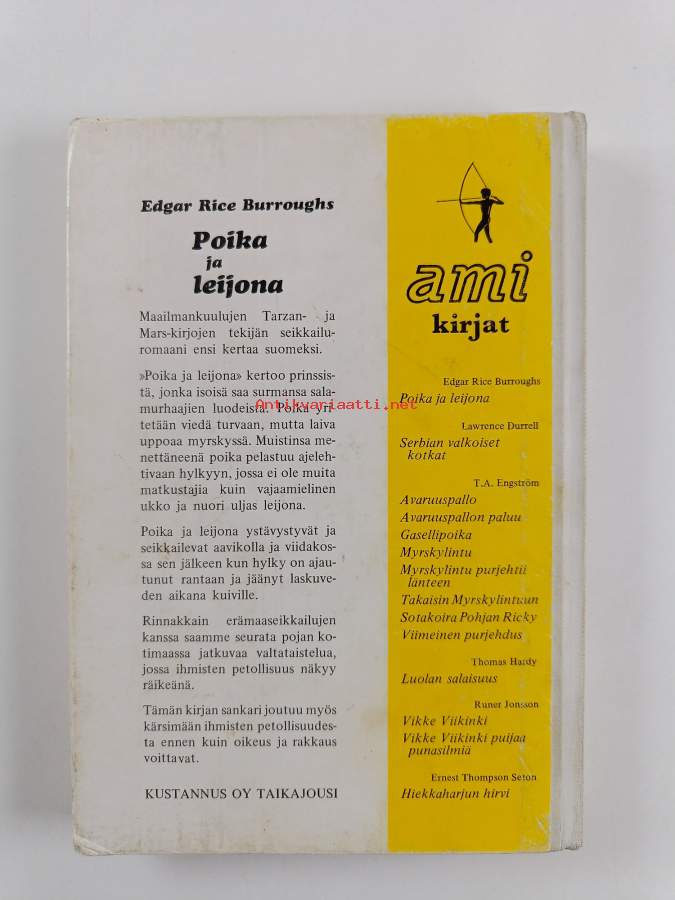 Edgar Rice Burroughs
Poika
ja
leijona
Maailmankuulujen Tarzan- ja
Mars-kirjojen tekijän seikkailu-
romaani ensi kertaa suomeksi.
»Poika ja leijona» kertoo prinssis-
tä, jonka isoisä saa surmansa sala-
murhaajien luodeista. Poika yri-
tetään viedä turvaan, mutta laiva
uppoaa myrskyssä. Muistinsa me-
nettäneenä poika pelastuu ajeleh-
tivaan hylkyyn, jossa ei ole muita
matkustajia kuin vajaamielinen
ukko ja nuori uljas leijona.
Poika ja leijona ystävystyvät ja
seikkailevat aavikolla ja viidakos-
sa sen jälkeen kun hylky on ajau-
tunut rantaan ja jäänyt laskuve-
den aikana kuiville.
Rinnakkain erämaaseikkailujen
kanssa saamme seurata pojan ko-
timaassa jatkuvaa valtataistelua,
jossa ihmisten petollisuus näkyy
räikeänä.
Tämän kirjan sankari joutuu myös
kärsimään ihmisten petollisuudes-
ta ennen kuin oikeus ja rakkaus
voittavat.
KUSTANNUS OY TAIKAJOUSI
ami
kirjat
Edgar Rice Burroughs
Poika ja leijona
Lawrence Durrell
Serbian valkoiset
kotkat
T.A. Engström
Avaruuspallo
Avaruuspallon paluu
Gasellipoika
Myrskylintu
Myrskylintu purjehtii
länteen
Takaisin Myrskylintuun
Sotakoira Pohjan Ricky
Viimeinen purjehdus
Thomas Hardy
Luolan salaisuus
Runer Jonsson
Vikke Viikinki
Vikke Viikinki puijaa
punasilmiä
Ernest Thompson Seton
Hiekkaharjun hirvi
Antikvariaatti.net